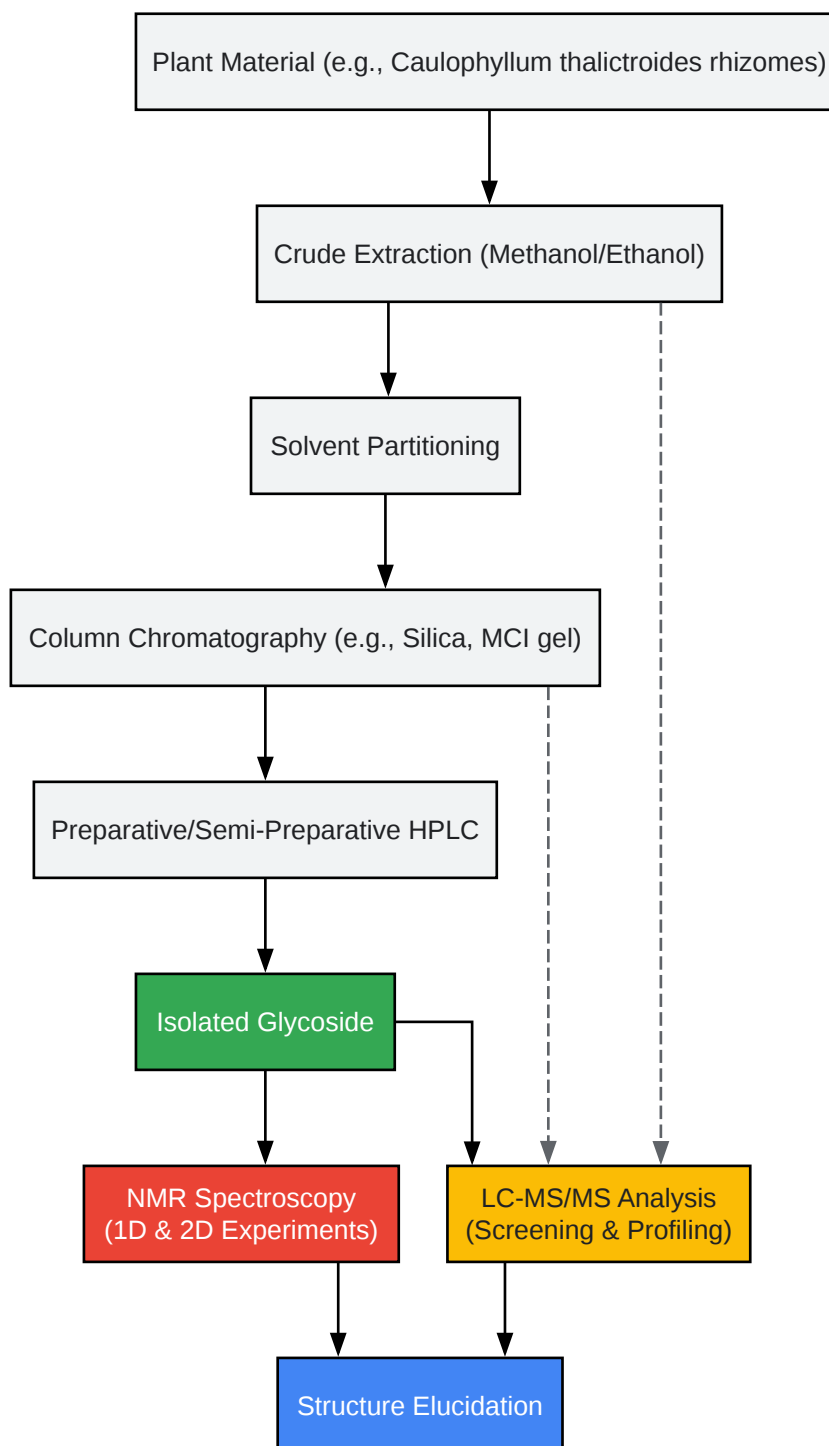 Plant Material (e.g., Caulophyllum thalictroides rhizomes)
Crude Extraction (Methanol/Ethanol)
Solvent Partitioning
Column Chromatography (e.g., Silica, MCI gel)
Preparative/Semi-Preparative HPLC
Isolated Glycoside
NMR Spectroscopy
(1D & 2D Experiments)
LC-MS/MS Analysis
(Screening & Profiling)
Structure Elucidation